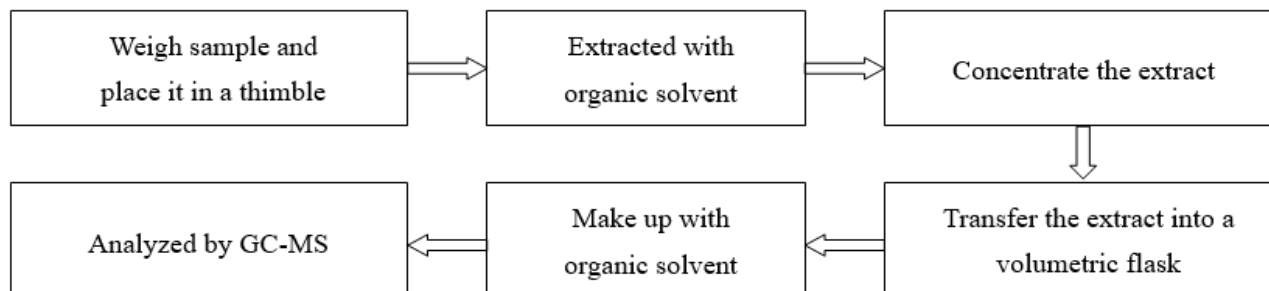 Weigh sample and
place it in a thimble
Extracted with
organic solvent
Concentrate the extract
Transfer the extract into a
volumetric flask
Make up with
organic solvent
Analyzed by GC-MS